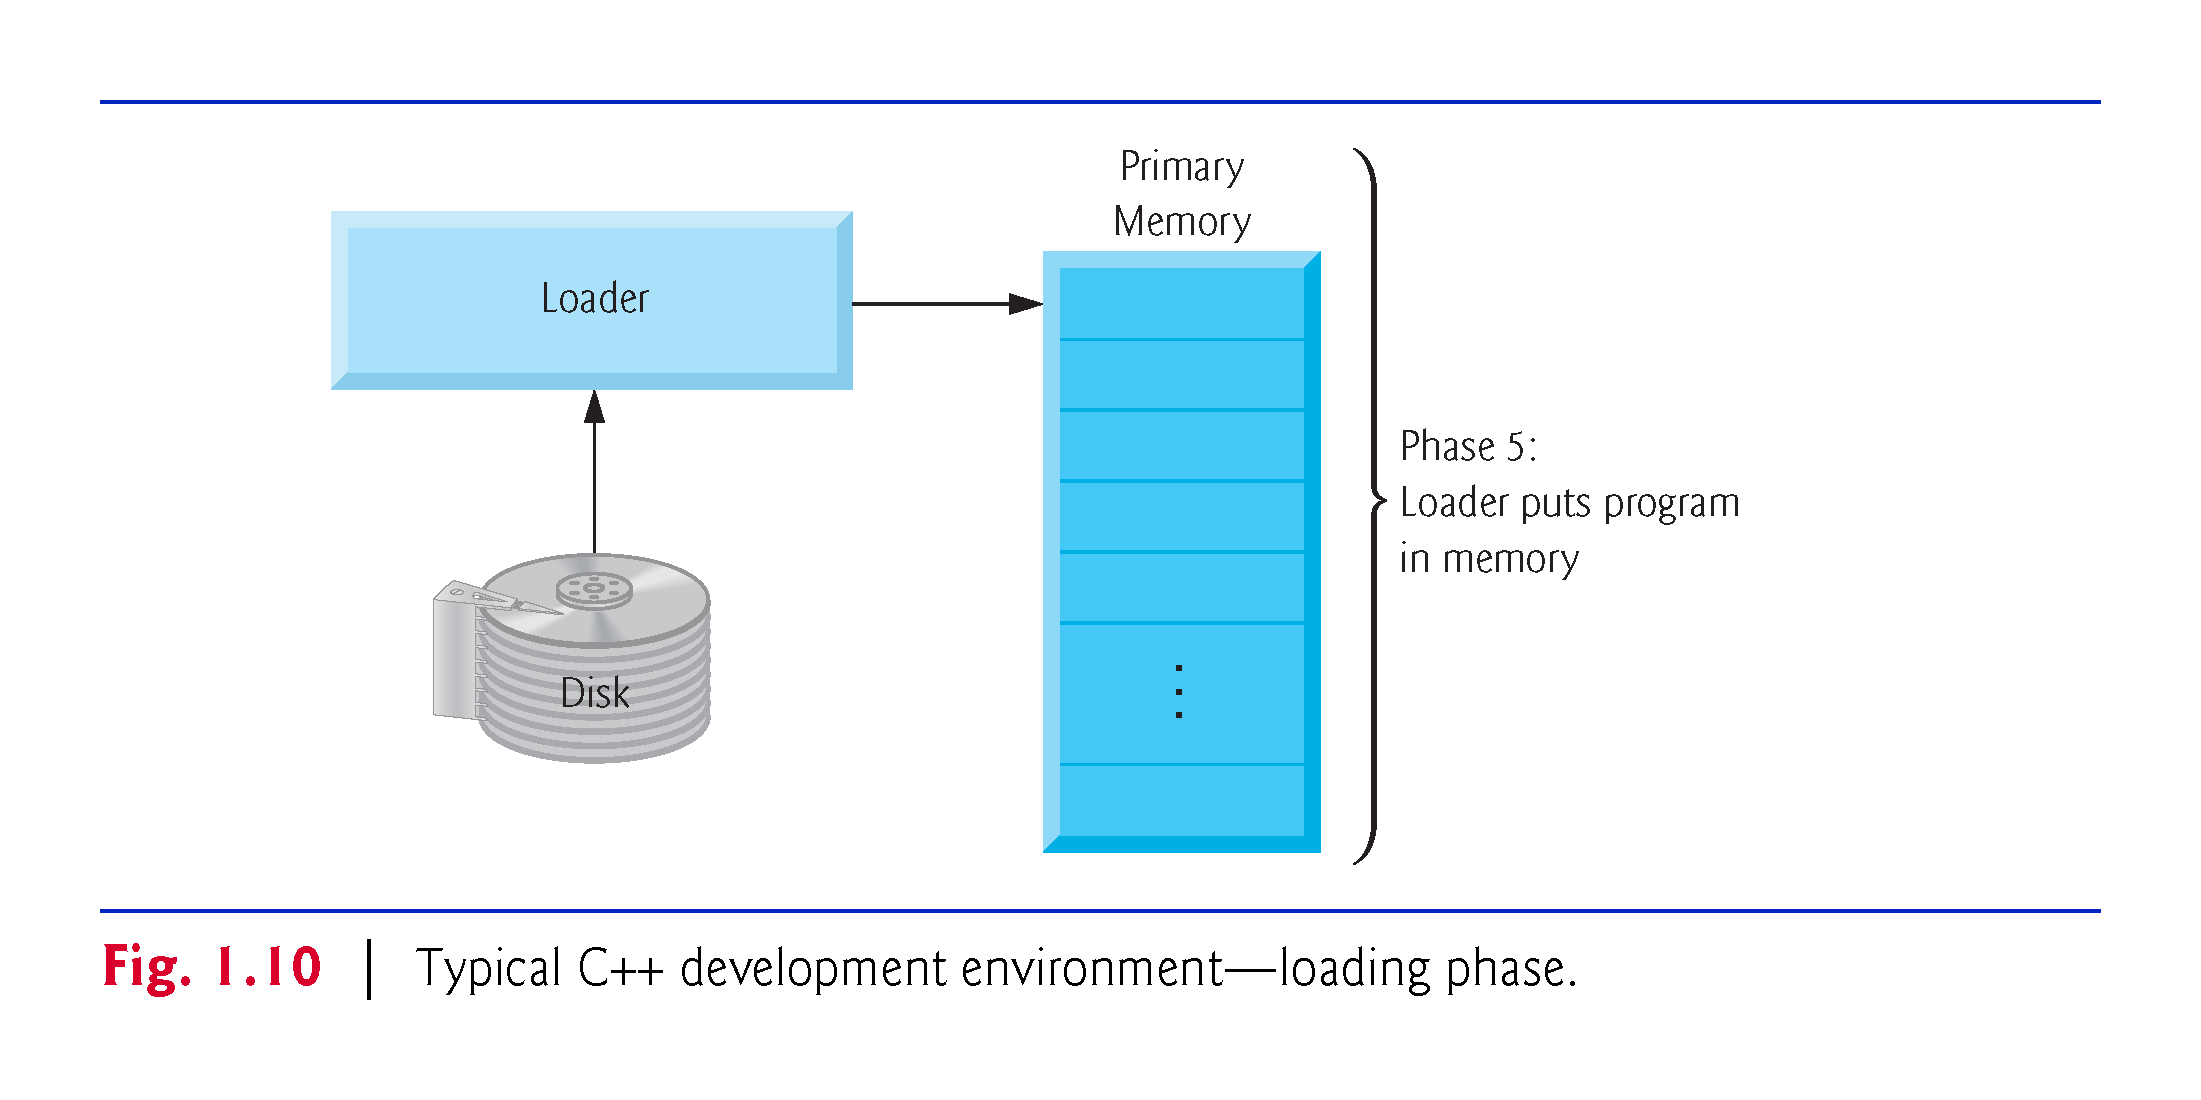 Primary
Memory
Loader
Phase 5:
Loader puts program
in memory
Disk
Fig. 1.10 | Typical C++ development environment—loading phase.